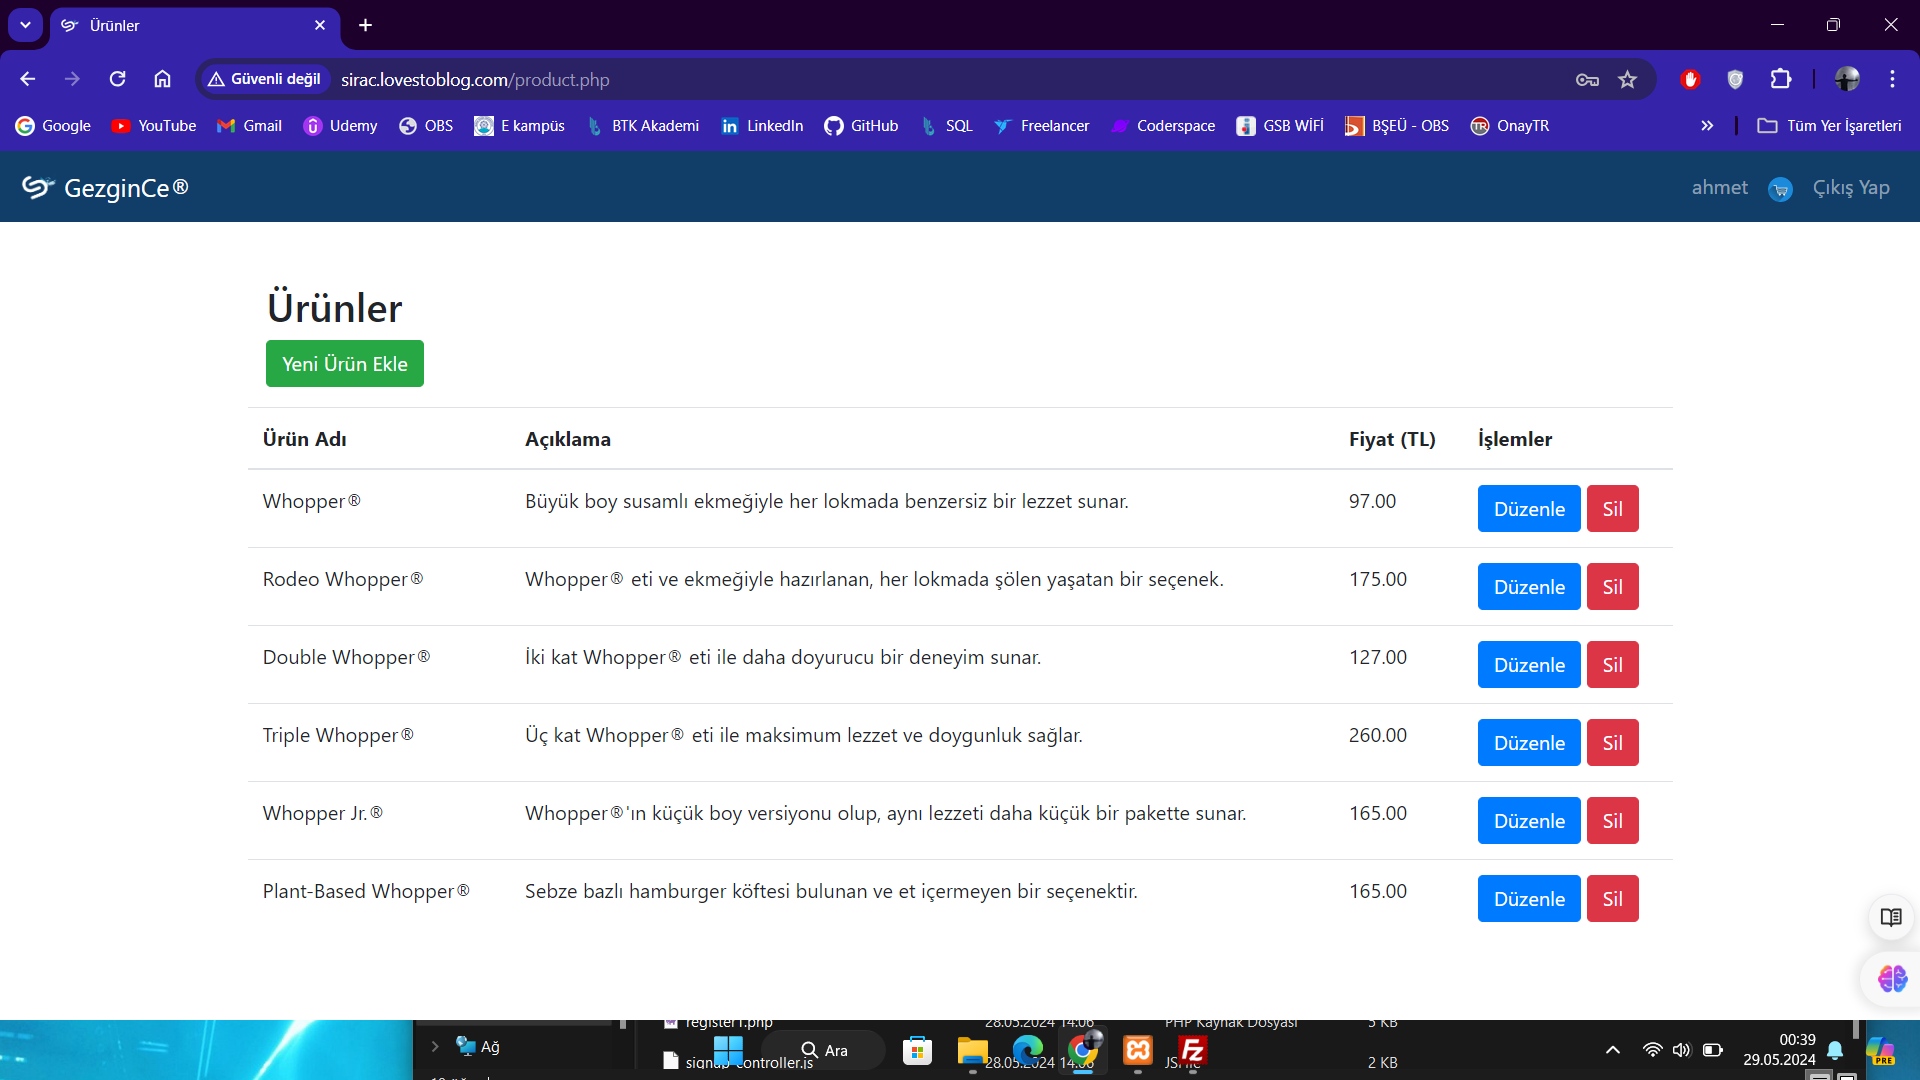 Ürünler
Güvenli değil
sirac.lovestoblog.com/product.php
Google YouTube Gmail Udemy OBS E kampüs BTK Akademi LinkedIn GitHub SQL Freelancer Coderspace GSB WİFİ BŞEÜ - OBS OnayTR » Tüm Yer İşaretleri
GezginCe® ahmet Çıkış Yap
Ürünler
Yeni Ürün Ekle
Ürün Adı Açıklama Fiyat (TL) İşlemler
Whopper® Büyük boy susamlı ekmeğiyle her lokmada benzersiz bir lezzet sunar. 97.00 Düzenle Sil
Rodeo Whopper® Whopper® eti ve ekmeğiyle hazırlanan, her lokmada şölen yaşatan bir seçenek. 175.00 Düzenle Sil
Double Whopper® İki kat Whopper® eti ile daha doyurucu bir deneyim sunar. 127.00 Düzenle Sil
Triple Whopper® Üç kat Whopper® eti ile maksimum lezzet ve doygunluk sağlar. 260.00 Düzenle Sil
Whopper Jr.® Whopper®'ın küçük boy versiyonu olup, aynı lezzeti daha küçük bir pakette sunar. 165.00 Düzenle Sil
Plant-Based Whopper® Sebze bazlı hamburger köftesi bulunan ve et içermeyen bir seçenektir. 165.00 Düzenle Sil
register1.php 28.05.2024 14:06 PHP Kaynak Dosyası 5 KB
Ağ
Ara
signup-controller.js 28.05.2024 14:06 2 KB
00:39
29.05.2024
PRE